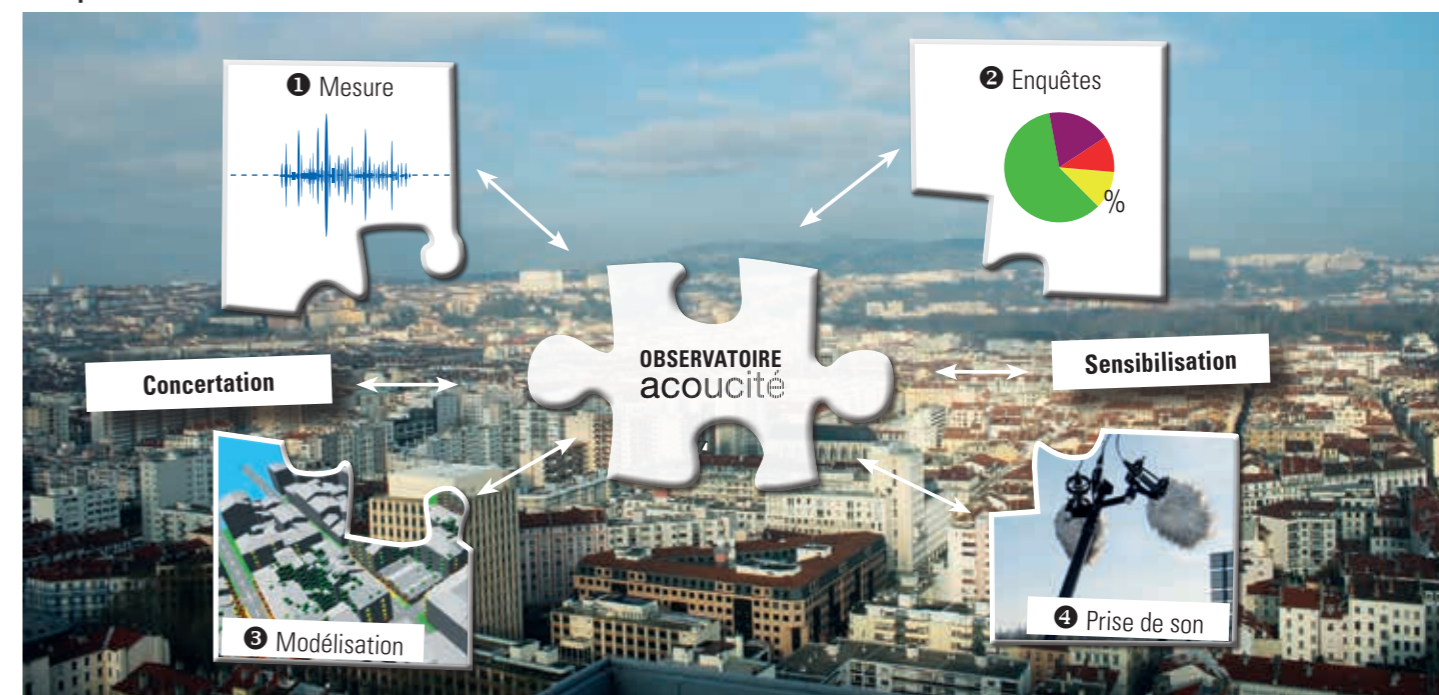 ❶ Mesure
❷ Enquêtes
%
OBSERVATOIRE
acoucité
Concertation
Sensibilisation
❸ Modélisation
❹ Prise de son